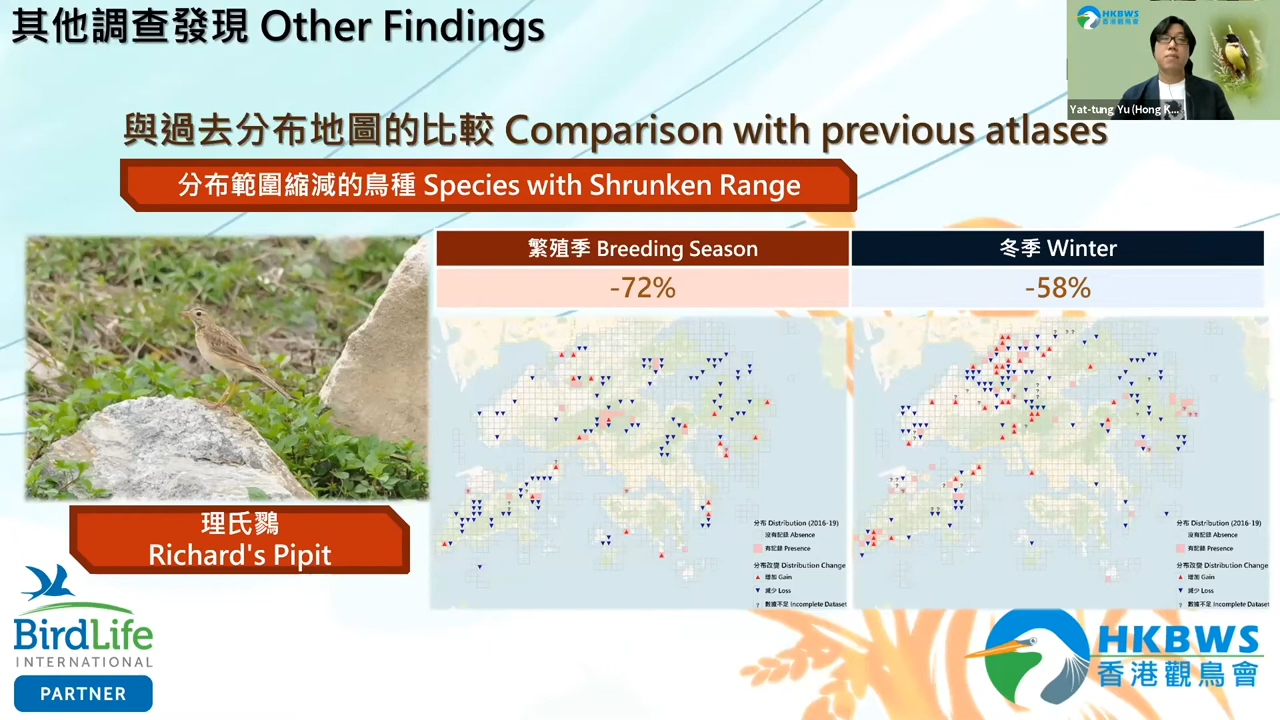 其他調查發現 Other Findings
HKBWS
香港觀鳥會
Yat-tung Yu (Hong K...
與過去分布地圖的比較 Comparison with previous atlases
分布範圍縮減的鳥種 Species with Shrunken Range
繁殖季 Breeding Season
冬季 Winter
-72%
-58%
分布 Distribution (2016-19)
沒有記錄 Absence
有記錄 Presence
分布改變 Distribution Change
增加 Gain
減少 Loss
? 數據不足 Incomplete Dataset
分布 Distribution (2016-19)
沒有記錄 Absence
有記錄 Presence
分布改變 Distribution Change
增加 Gain
減少 Loss
? 數據不足 Incomplete Dataset
理氏鷚
Richard's Pipit
BirdLife
INTERNATIONAL
PARTNER
HKBWS
香港觀鳥會